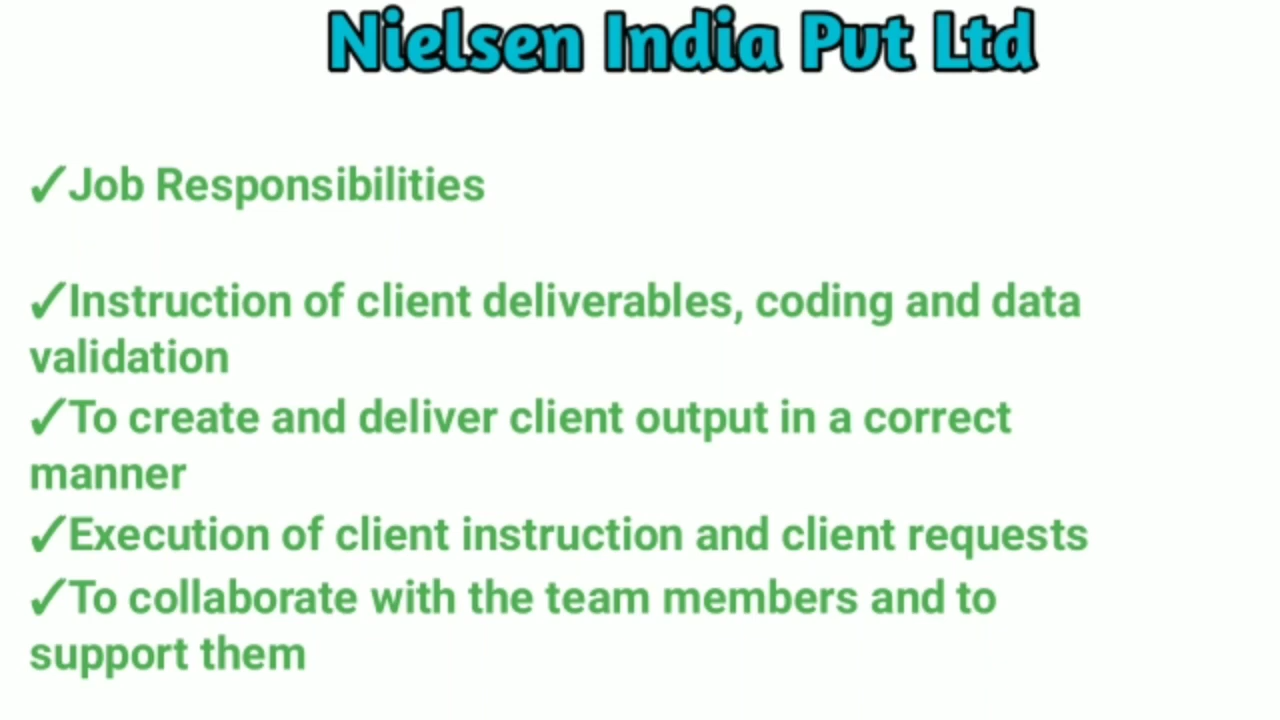 Nielsen India Pvt Ltd
✓Job Responsibilities
✓Instruction of client deliverables, coding and data
validation
✓To create and deliver client output in a correct
manner
✓Execution of client instruction and client requests
✓To collaborate with the team members and to
support them